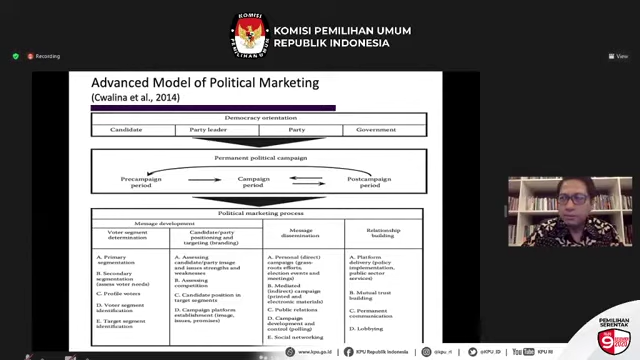 KOMISI
PEMILIHAN
UMUM
KOMISI PEMILIHAN UMUM
REPUBLIK INDONESIA
Recording
View
Advanced Model of Political Marketing
(Cwalina et al., 2014)
Democracy orientation
Candidate Party leader Party Government
Permanent political campaign
Precampaign period
Campaign period
Postcampaign period
Political marketing process
Message development
Voter segment determination
Candidate/party positioning and targeting (branding)
Message dissemination
Relationship building
A. Primary
segmentation
B. Secondary
segmentation
(assess voter needs)
C. Profile voters
D. Voter segment
identification
E. Target segment
identification
A. Assessing
candidate/party image
and issues strengths and
weaknesses
B. Assessing
competition
C. Candidate position in
target segments
D. Campaign platform
establishment (image,
issues, promises)
A. Personal (direct)
campaign (grass-
roots efforts,
election events and
meetings)
B. Mediated
(indirect) campaign
(printed and
electronic materials)
C. Public relations
D. Campaign
development and
control (polling)
E. Social networking
A. Platform
delivery (policy
implementation,
public sector
services)
B. Mutual trust
building
C. Permanent
communication
D. Lobbying
PEMILIHAN
SERENTAK
9
2020
www.kpu.go.id KPU Republik Indonesia @kpu_ri @KPU_ID YouTube KPU RI